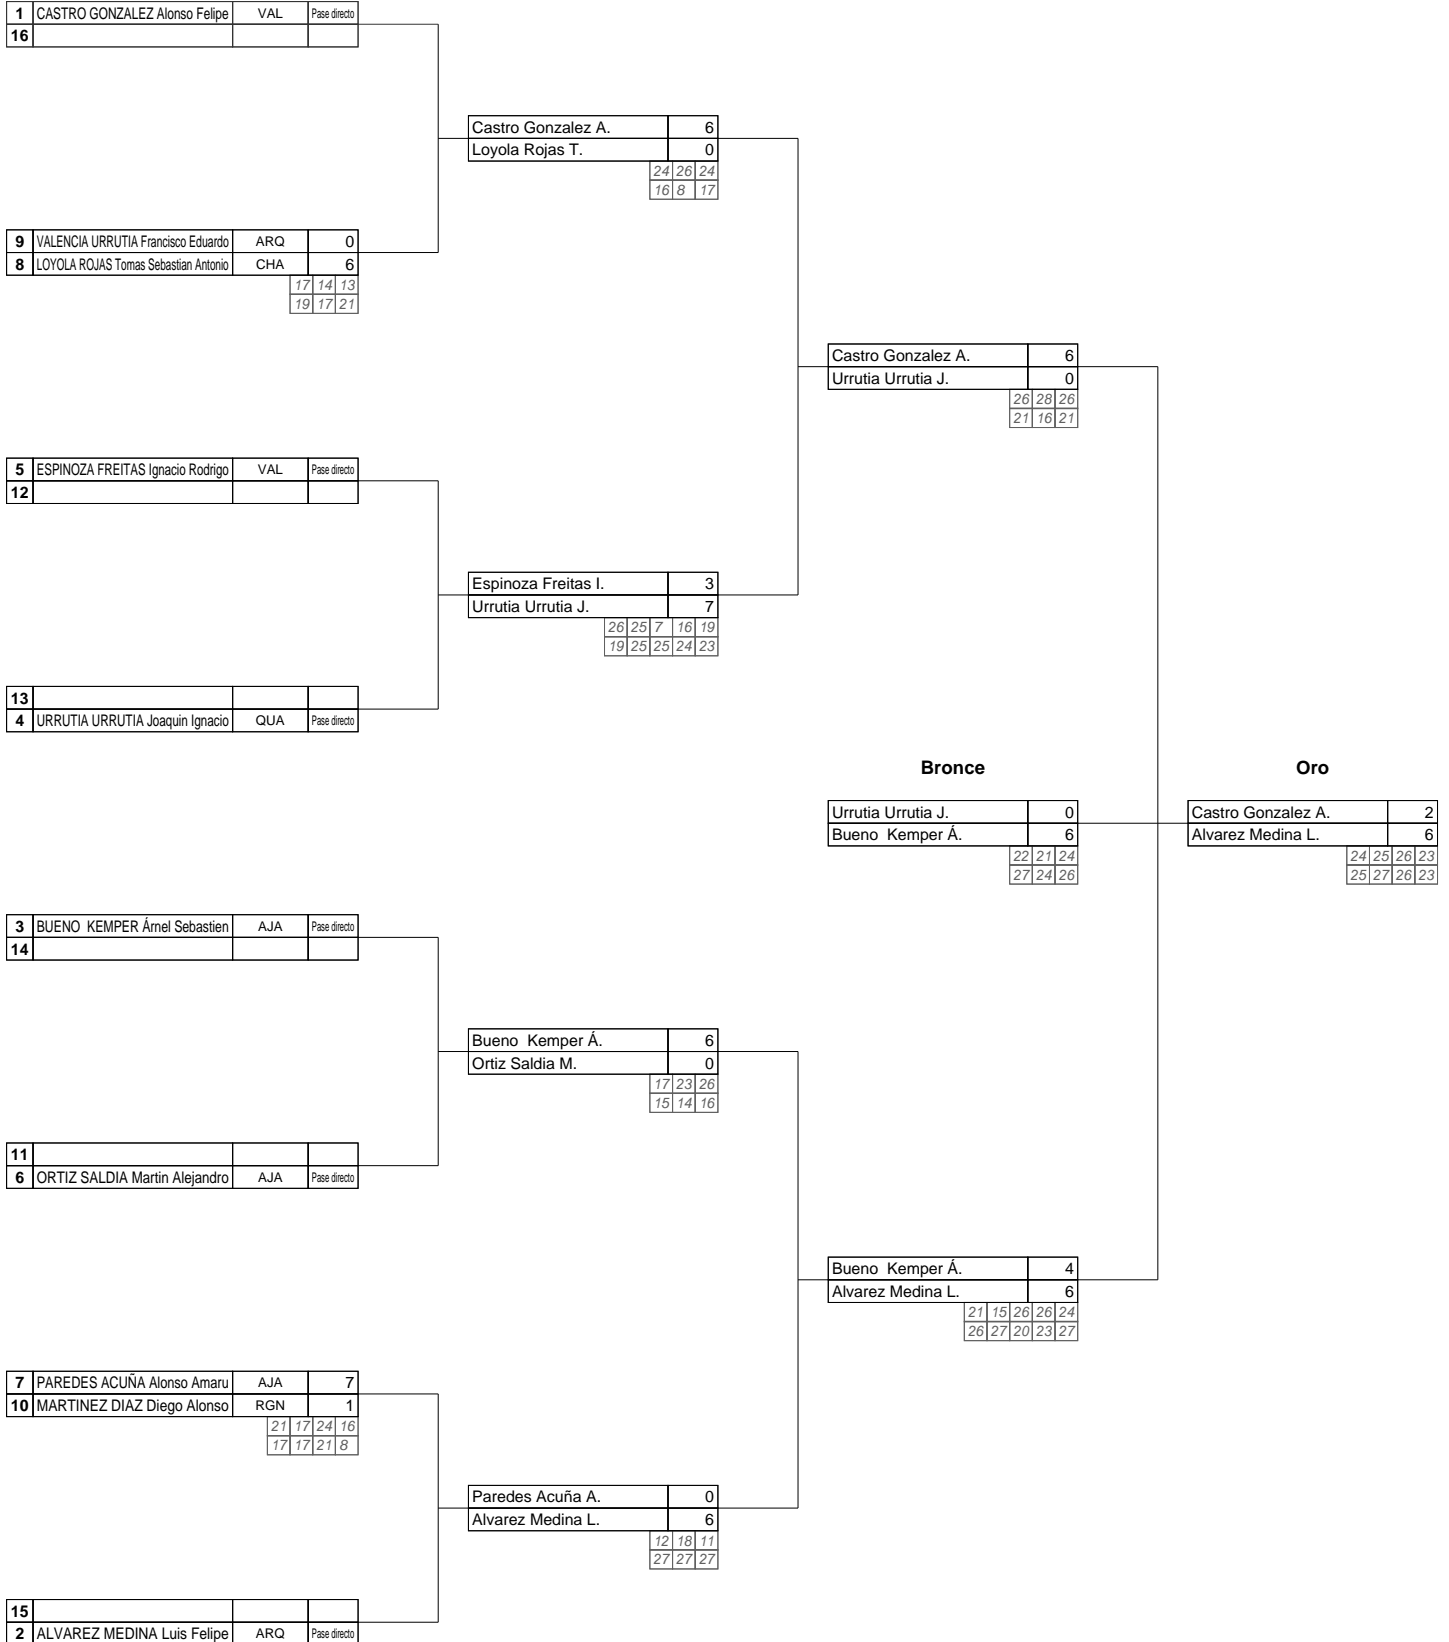 1 CASTRO GONZALEZ Alonso Felipe VAL Pase directo
16
Castro Gonzalez A. 6
Loyola Rojas T. 0
24 26 24
16 8 17
9 VALENCIA URRUTIA Francisco Eduardo ARQ 0
8 LOYOLA ROJAS Tomas Sebastian Antonio CHA 6
17 14 13
19 17 21
Castro Gonzalez A. 6
Urrutia Urrutia J. 0
26 28 26
21 16 21
5 ESPINOZA FREITAS Ignacio Rodrigo VAL Pase directo
12
Espinoza Freitas I. 3
Urrutia Urrutia J. 7
26 25 7 16 19
19 25 25 24 23
13
4 URRUTIA URRUTIA Joaquin Ignacio QUA Pase directo
Bronce Oro
Urrutia Urrutia J. 0 Castro Gonzalez A. 2
Bueno Kemper Á. 6 Alvarez Medina L. 6
22 21 24 24 25 26 23
27 24 26 25 27 26 23
3 BUENO KEMPER Árnel Sebastien AJA Pase directo
14
Bueno Kemper Á. 6
Ortiz Saldia M. 0
17 23 26
15 14 16
11
6 ORTIZ SALDIA Martin Alejandro AJA Pase directo
Bueno Kemper Á. 4
Alvarez Medina L. 6
21 15 26 26 24
26 27 20 23 27
7 PAREDES ACUÑA Alonso Amaru AJA 7
10 MARTINEZ DIAZ Diego Alonso RGN 1
21 17 24 16
17 17 21 8
Paredes Acuña A. 0
Alvarez Medina L. 6
12 18 11
27 27 27
15
2 ALVAREZ MEDINA Luis Felipe ARQ Pase directo